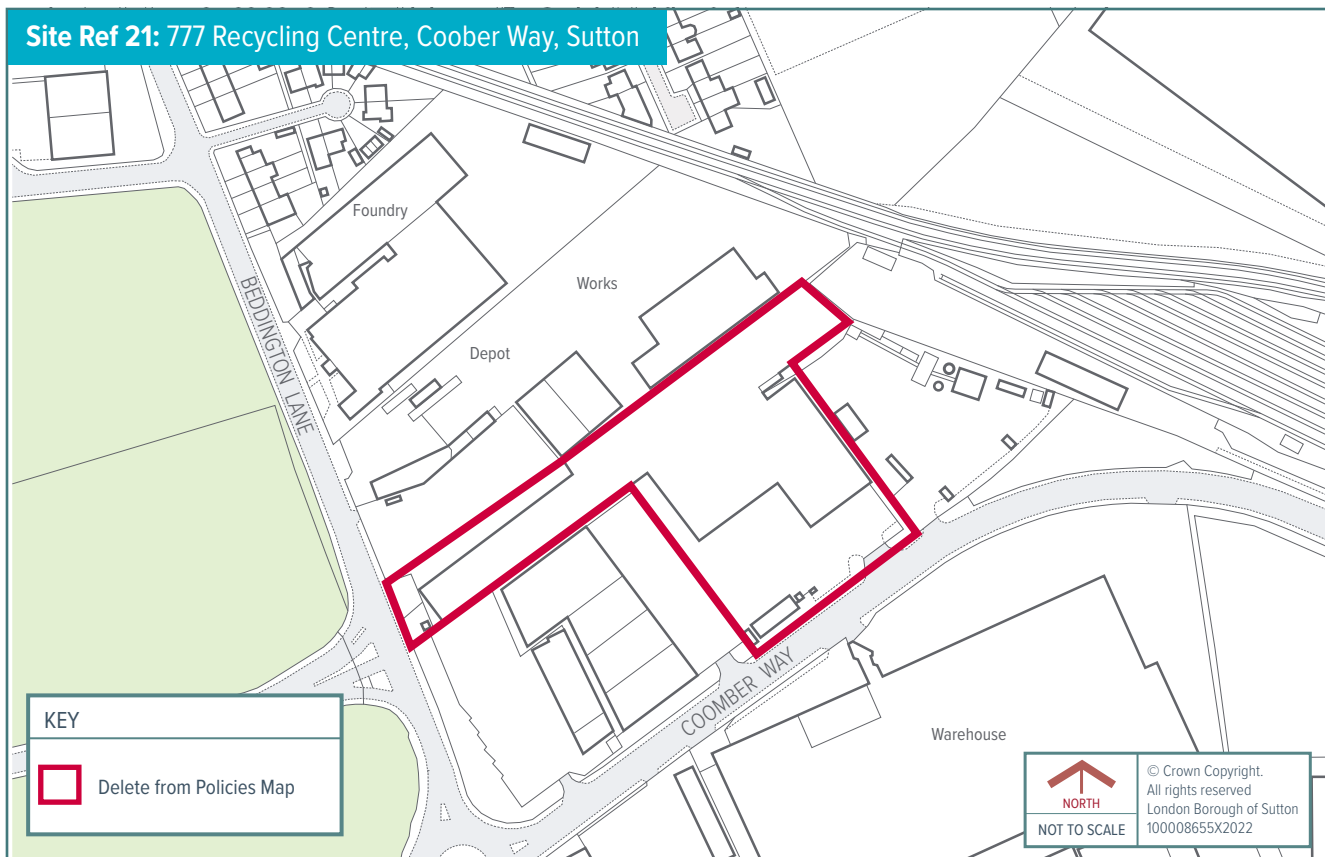 Site Ref 21: 777 Recycling Centre, Coober Way, Sutton
Foundry
Works
BEDDINGTON LANE
Depot
COOMBER WAY
Warehouse
KEY
Delete from Policies Map
NORTH
NOT TO SCALE
© Crown Copyright.
All rights reserved
London Borough of Sutton
100008655X2022